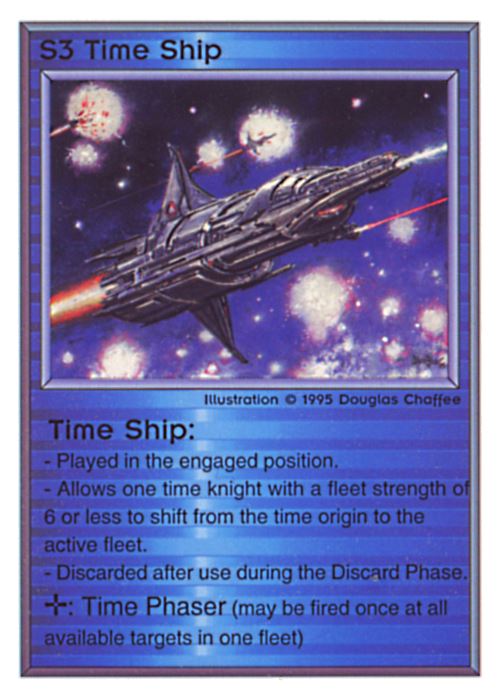 S3 Time Ship
Illustration © 1995 Douglas Chaffee
Time Ship:
- Played in the engaged position.
- Allows one time knight with a fleet strength of
6 or less to shift from the time origin to the
active fleet.
- Discarded after use during the Discard Phase.
✛: Time Phaser (may be fired once at all
available targets in one fleet)